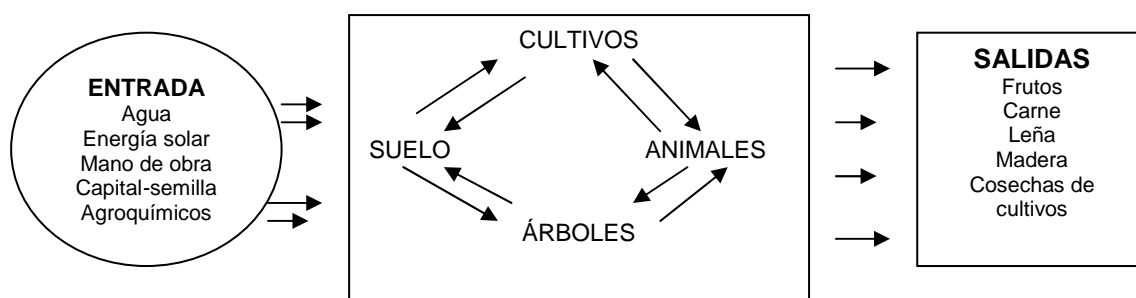 ENTRADA
Agua
Energía solar
Mano de obra
Capital-semilla
Agroquímicos
CULTIVOS
SUELO
ANIMALES
ÁRBOLES
SALIDAS
Frutos
Carne
Leña
Madera
Cosechas de
cultivos